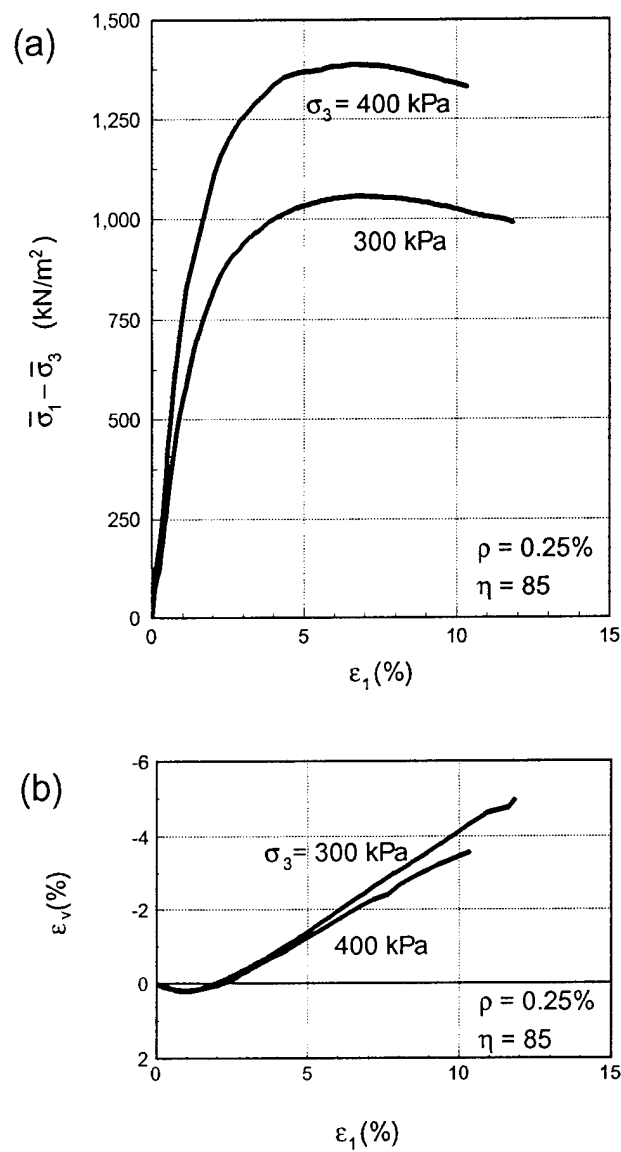 (a)
1,500
1,250
1,000
750
500
250
0
σ̅₁ – σ̅₃ (kN/m²)
σ₃ = 400 kPa
300 kPa
ρ = 0.25%
η = 85
0 5 10 15
ε₁(%)
(b)
-6
-4
-2
0
2
εᵥ(%)
σ₃= 300 kPa
400 kPa
ρ = 0.25%
η = 85
0 5 10 15
ε₁(%)